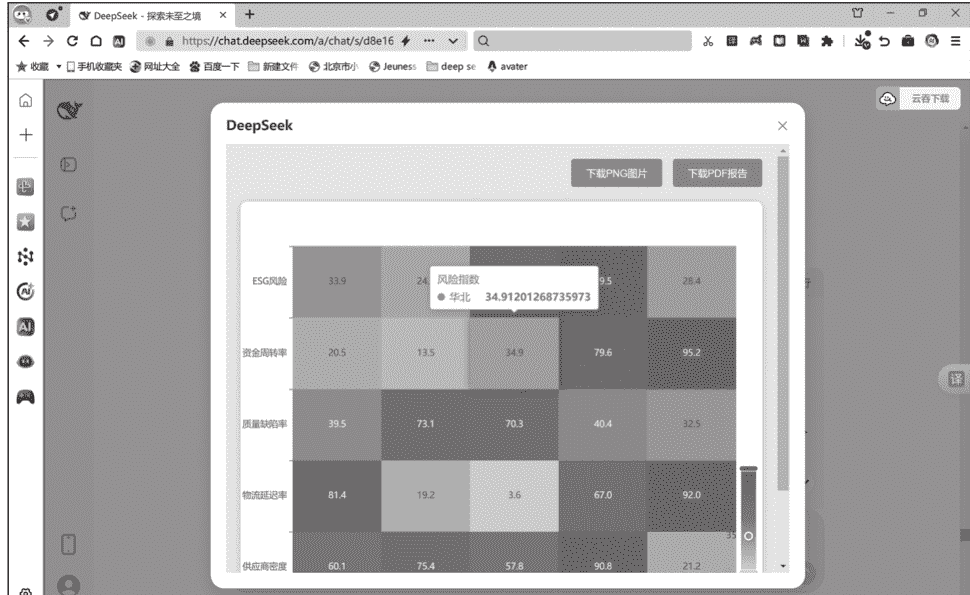 DeepSeek - 探索未至之境
https://chat.deepseek.com/a/chat/s/d8e16
收藏 手机收藏夹 网址大全 百度一下 新建文件 北京市小 Jeuness deep se avater
云吞下载
DeepSeek
下载PNG图片 下载PDF报告
风险指数
华北 34.91201268735973
ESG风险 33.9 24. 9.5 28.4
资金周转率 20.5 13.5 34.9 79.6 95.2
质量缺陷率 39.5 73.1 70.3 40.4 32.5
物流延迟率 81.4 19.2 3.6 67.0 92.0
35
供应商密度 60.1 75.4 57.8 90.8 21.2
译